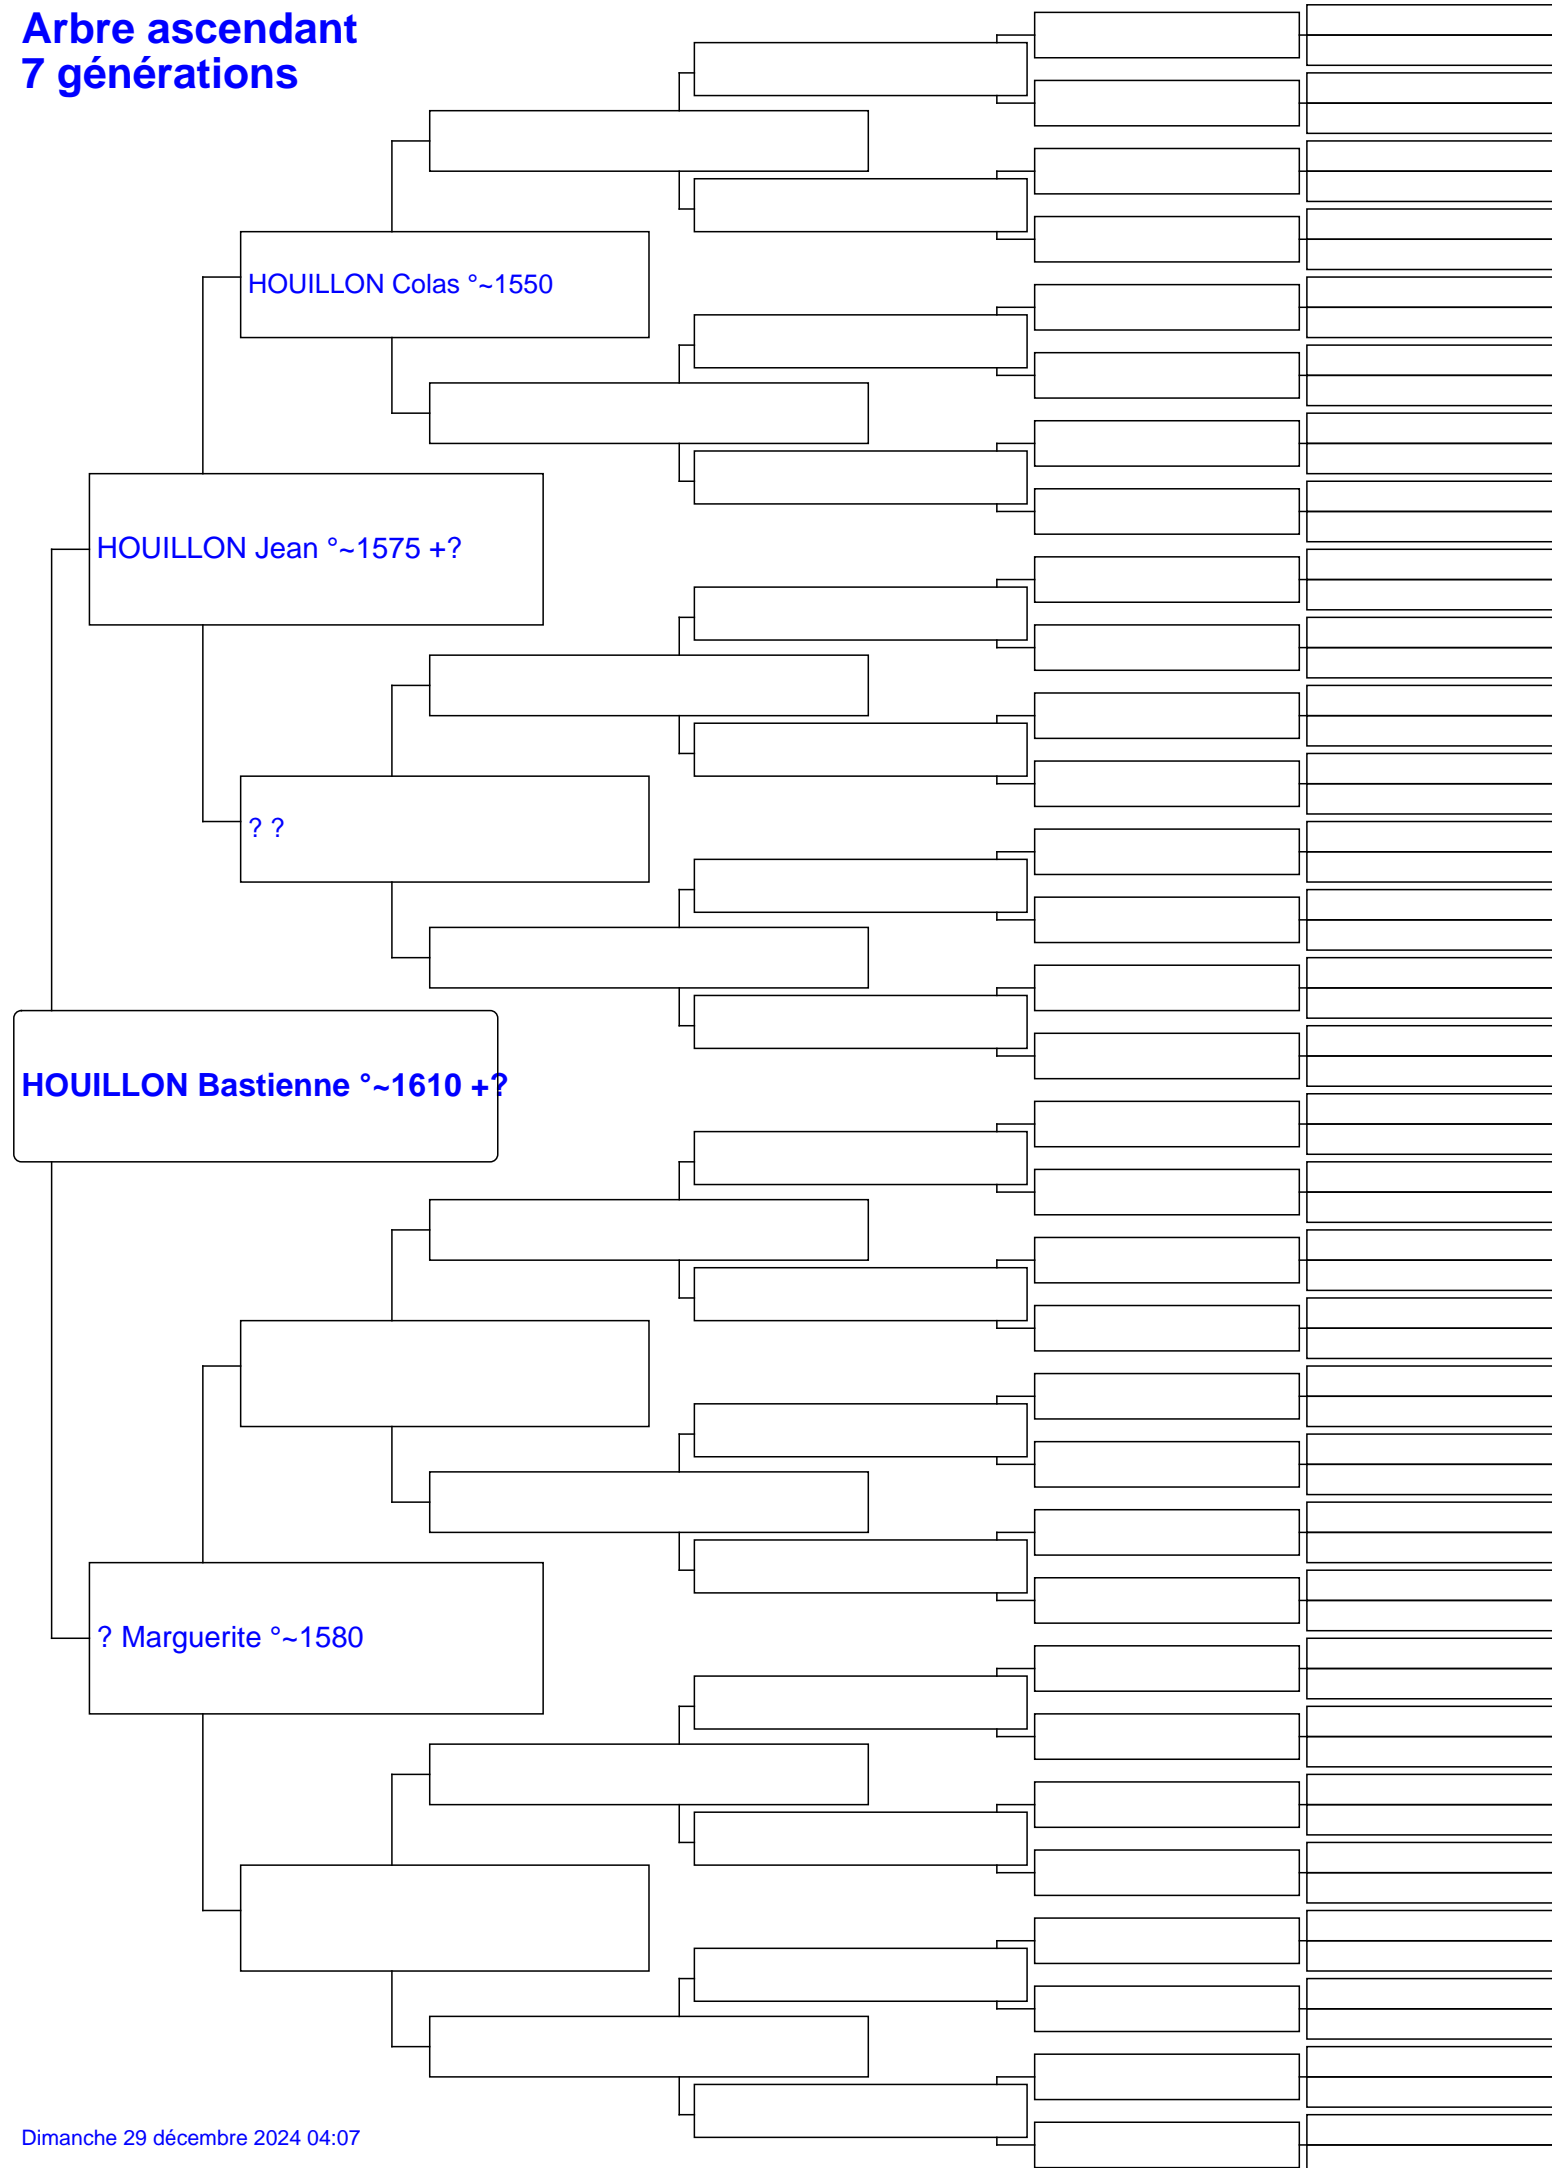 Arbre ascendant
7 générations
HOUILLON Colas °~1550
HOUILLON Jean °~1575 +?
? ?
HOUILLON Bastienne °~1610 +?
? Marguerite °~1580
Dimanche 29 décembre 2024 04:07